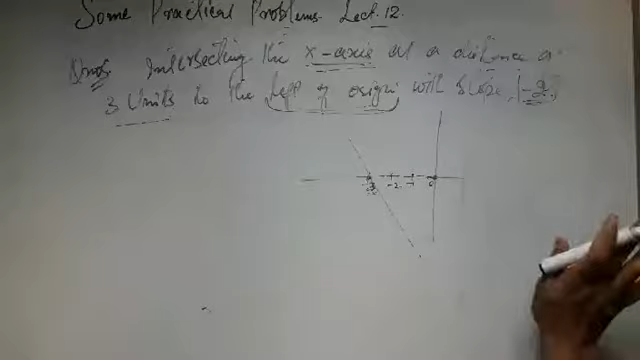 Some Practical Problems Lect. 12.
Intersecting the x-axis at a distance
3 Units to the left of origin with slope -2,
-3 -2 -1 0